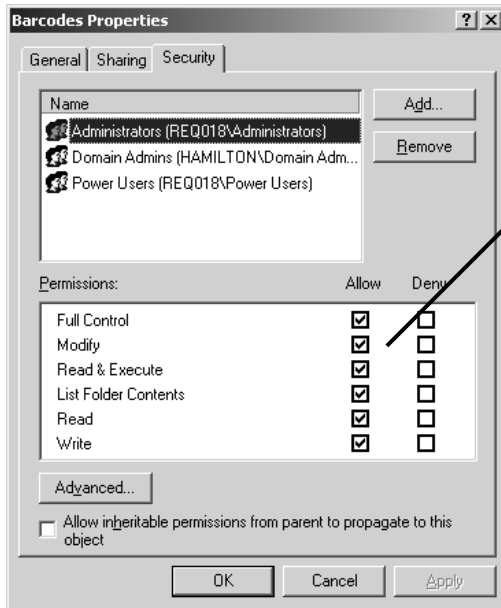 Barcodes Properties
General Sharing Security
Name
Add...
Administrators (REQ018\Administrators)
Domain Admins (HAMILTON\Domain Adm...
Remove
Power Users (REQ018\Power Users)
Permissions: Allow Deny
Full Control
Modify
Read & Execute
List Folder Contents
Read
Write
Advanced...
Allow inheritable permissions from parent to propagate to this
object
OK Cancel Apply